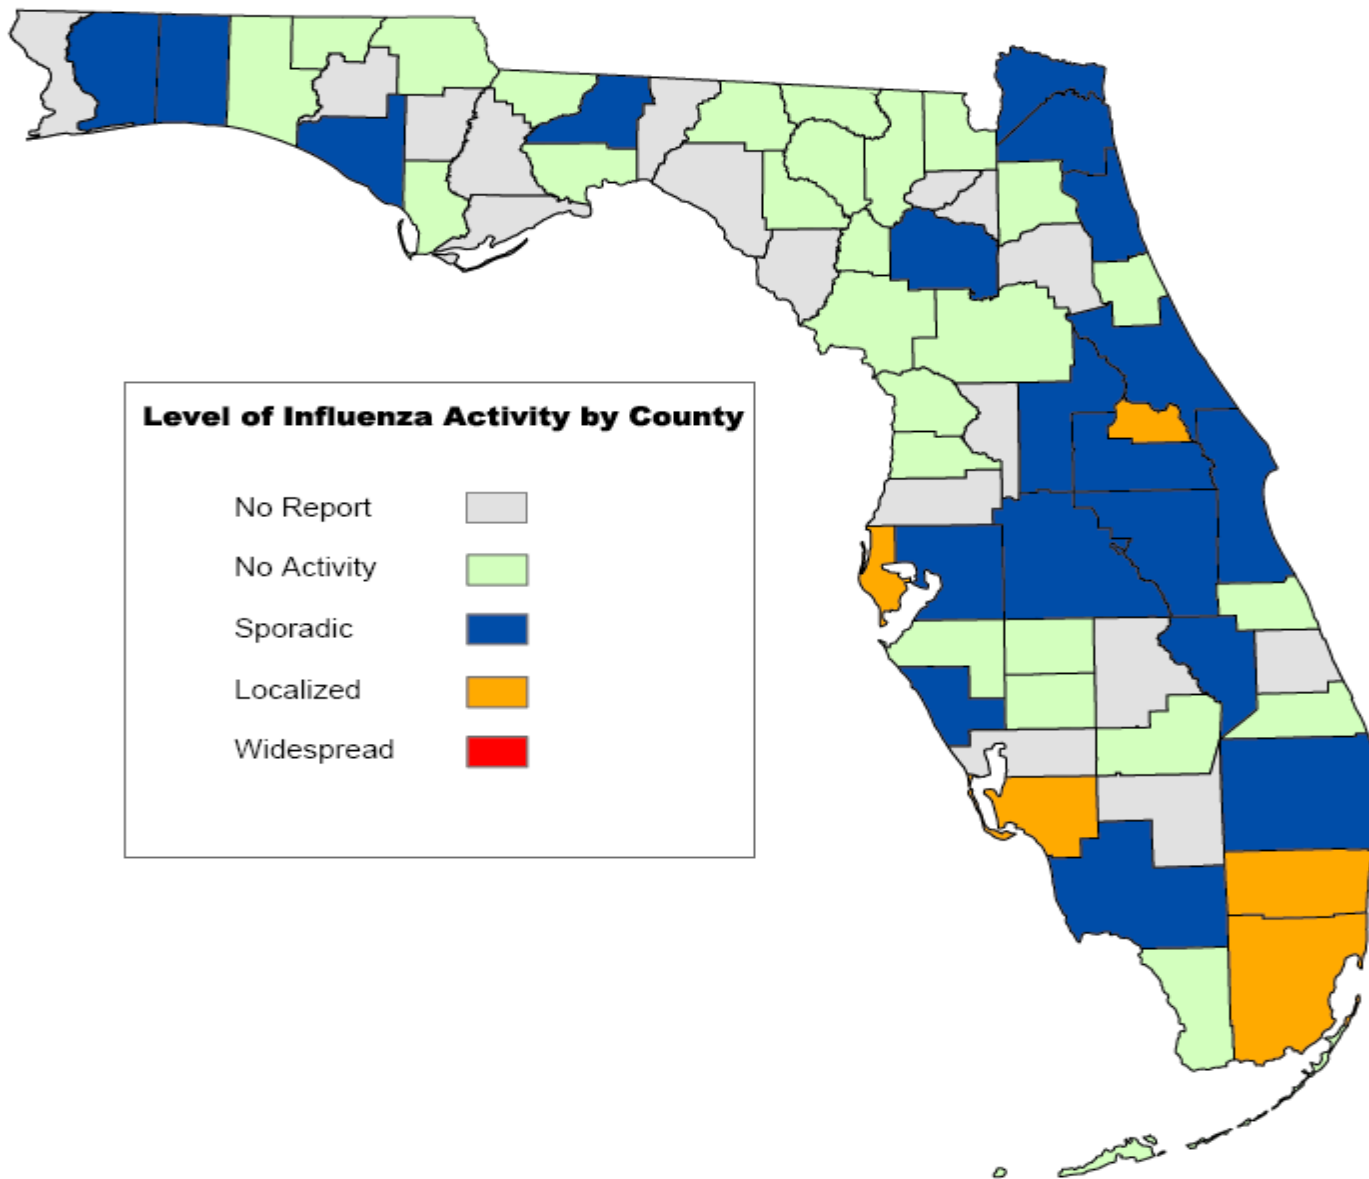 Level of Influenza Activity by County
No Report
No Activity
Sporadic
Localized
Widespread